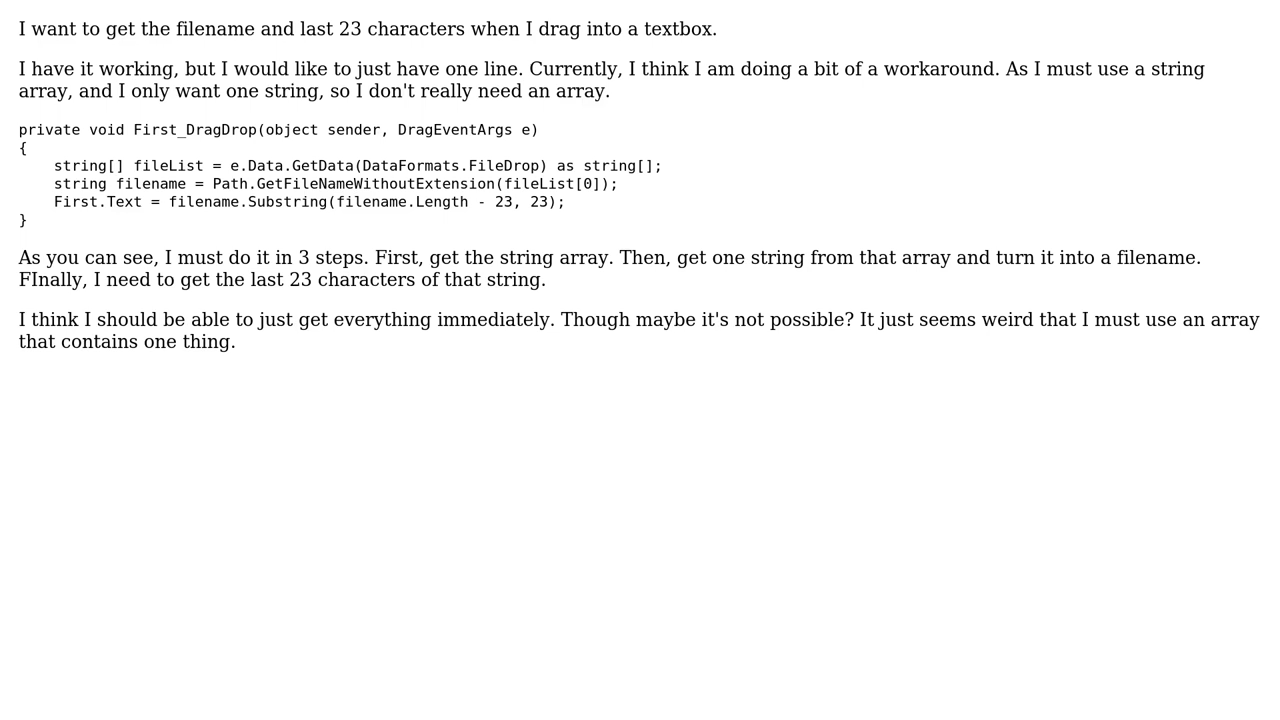 I want to get the filename and last 23 characters when I drag into a textbox.
I have it working, but I would like to just have one line. Currently, I think I am doing a bit of a workaround. As I must use a string
array, and I only want one string, so I don't really need an array.
private void First_DragDrop(object sender, DragEventArgs e)
{
    string[] fileList = e.Data.GetData(DataFormats.FileDrop) as string[];
    string filename = Path.GetFileNameWithoutExtension(fileList[0]);
    First.Text = filename.Substring(filename.Length - 23, 23);
}
As you can see, I must do it in 3 steps. First, get the string array. Then, get one string from that array and turn it into a filename.
FInally, I need to get the last 23 characters of that string.
I think I should be able to just get everything immediately. Though maybe it's not possible? It just seems weird that I must use an array
that contains one thing.